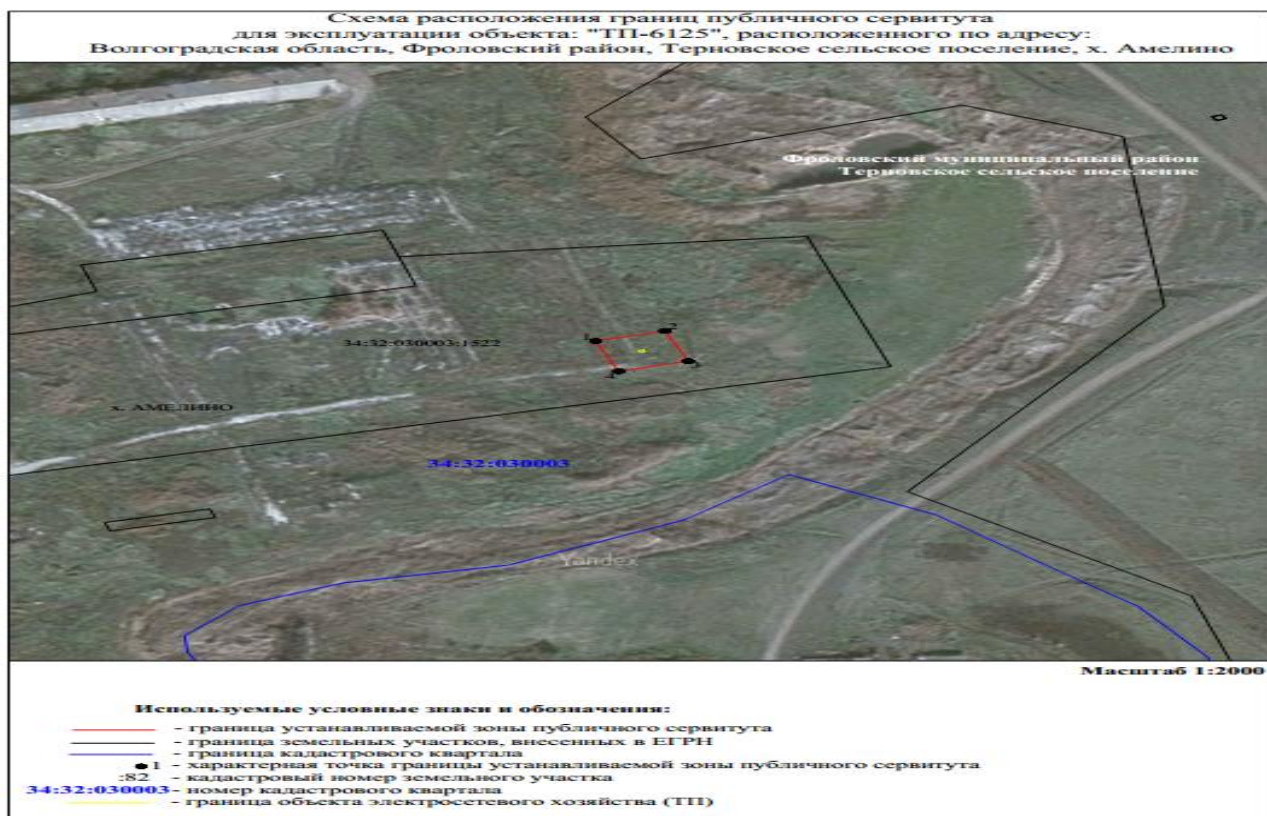 Схема расположения границ публичного сервитута
для эксплуатации объекта: "ТП-6125", расположенного по адресу:
Волгоградская область, Фроловский район, Терновское сельское поселение, х. Амелино
Фроловский муниципальный район
Терновское сельское поселение
2
34:32:030003:1522
х. АМЕЛИНО
34:32:030003
Yandex
Масштаб 1:2000
Используемые условные знаки и обозначения:
- граница устанавливаемой зоны публичного сервитута
- граница земельных участков, внесенных в ЕГРН
- граница кадастрового квартала
1 - характерная точка границы устанавливаемой зоны публичного сервитута
:82 - кадастровый номер земельного участка
34:32:030003 - номер кадастрового квартала
- граница объекта электросетевого хозяйства (ТП)